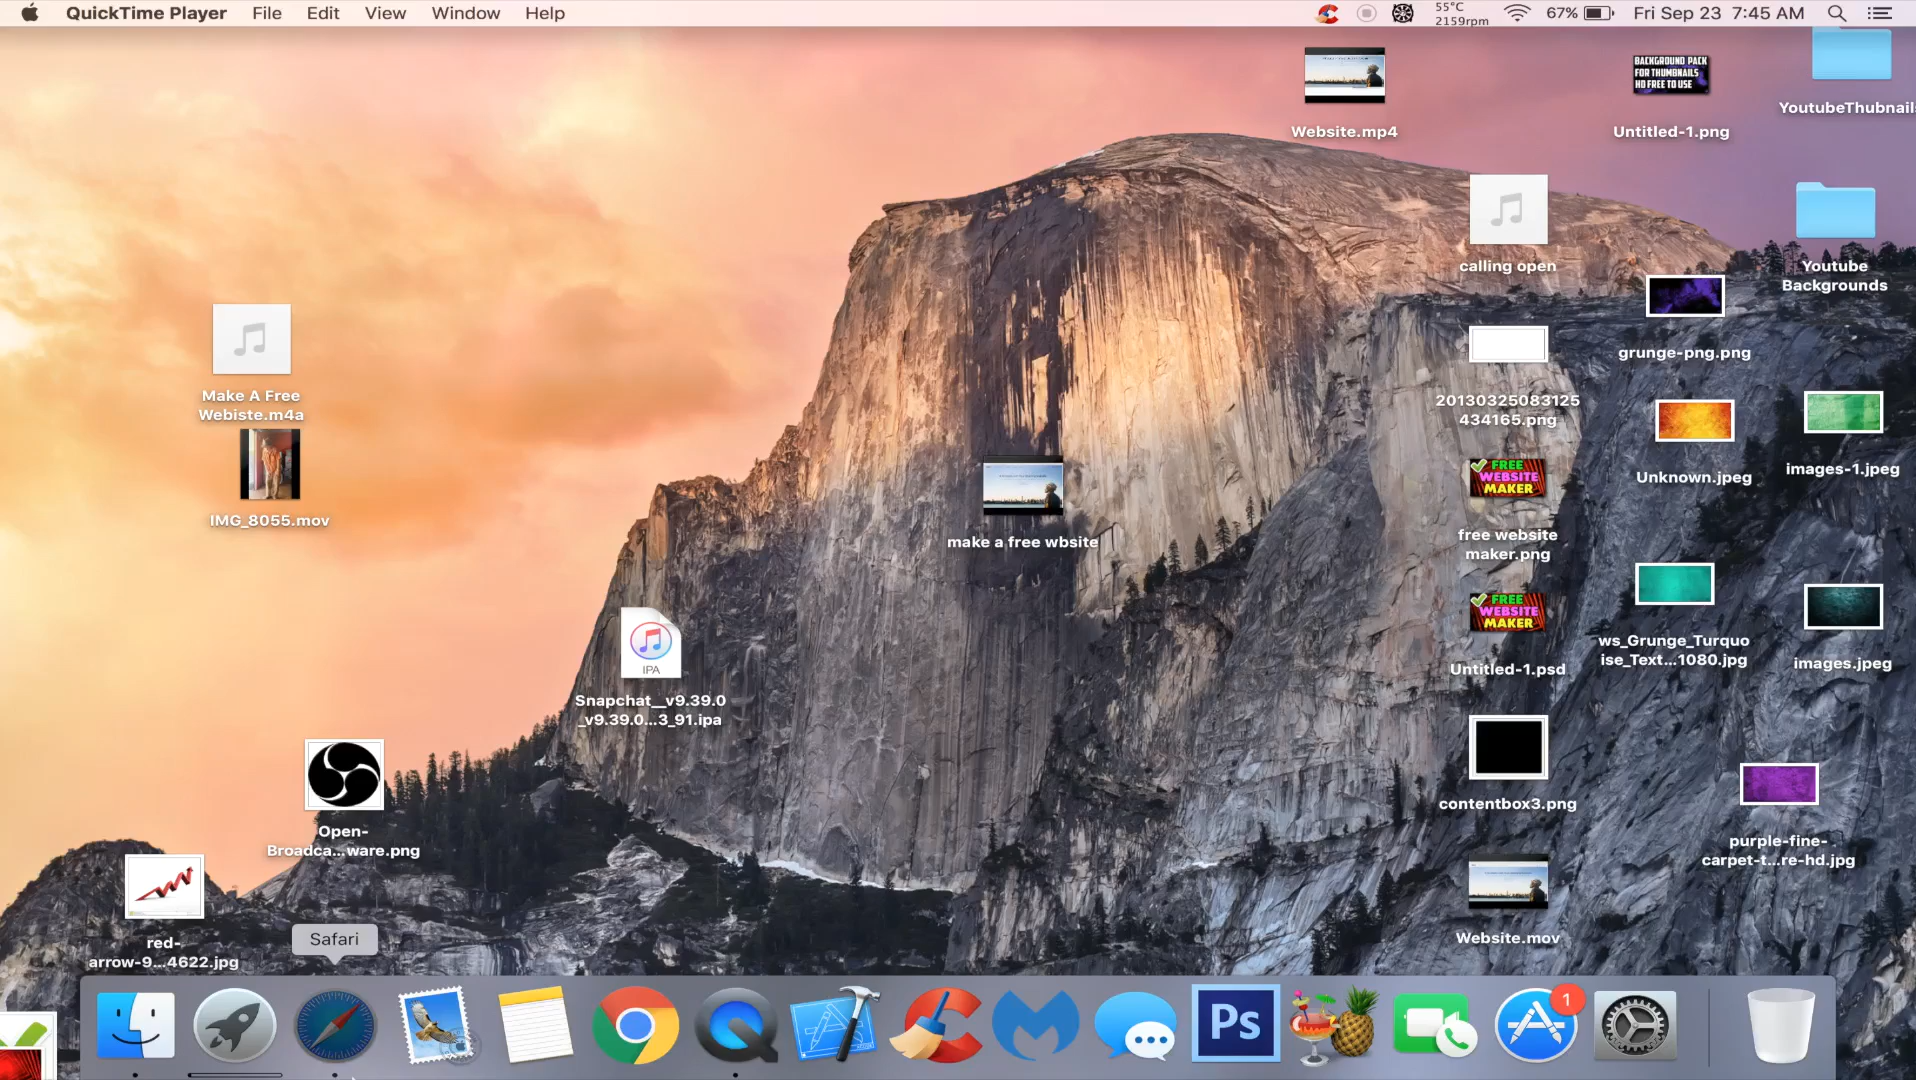 QuickTime Player File Edit View Window Help
55°C
2159rpm
67%
Fri Sep 23 7:45 AM
Website.mp4
BACKGROUND PACK
FOR THUMBNAILS
HD FREE TO USE
Untitled-1.png
YoutubeThubnails
calling open
Youtube
Backgrounds
grunge-png.png
Make A Free
Webiste.m4a
20130325083125
434165.png
Unknown.jpeg
images-1.jpeg
IMG_8055.mov
make a free wbsite
FREE
WEBSITE
MAKER
free website
maker.png
FREE
WEBSITE
MAKER
Untitled-1.psd
ws_Grunge_Turquo
ise_Text...1080.jpg
images.jpeg
IPA
Snapchat__v9.39.0
_v9.39.0...3_91.ipa
contentbox3.png
Open-
Broadca...ware.png
purple-fine-
carpet-t...re-hd.jpg
red-
arrow-9...4622.jpg
Website.mov
Safari
Ps
1